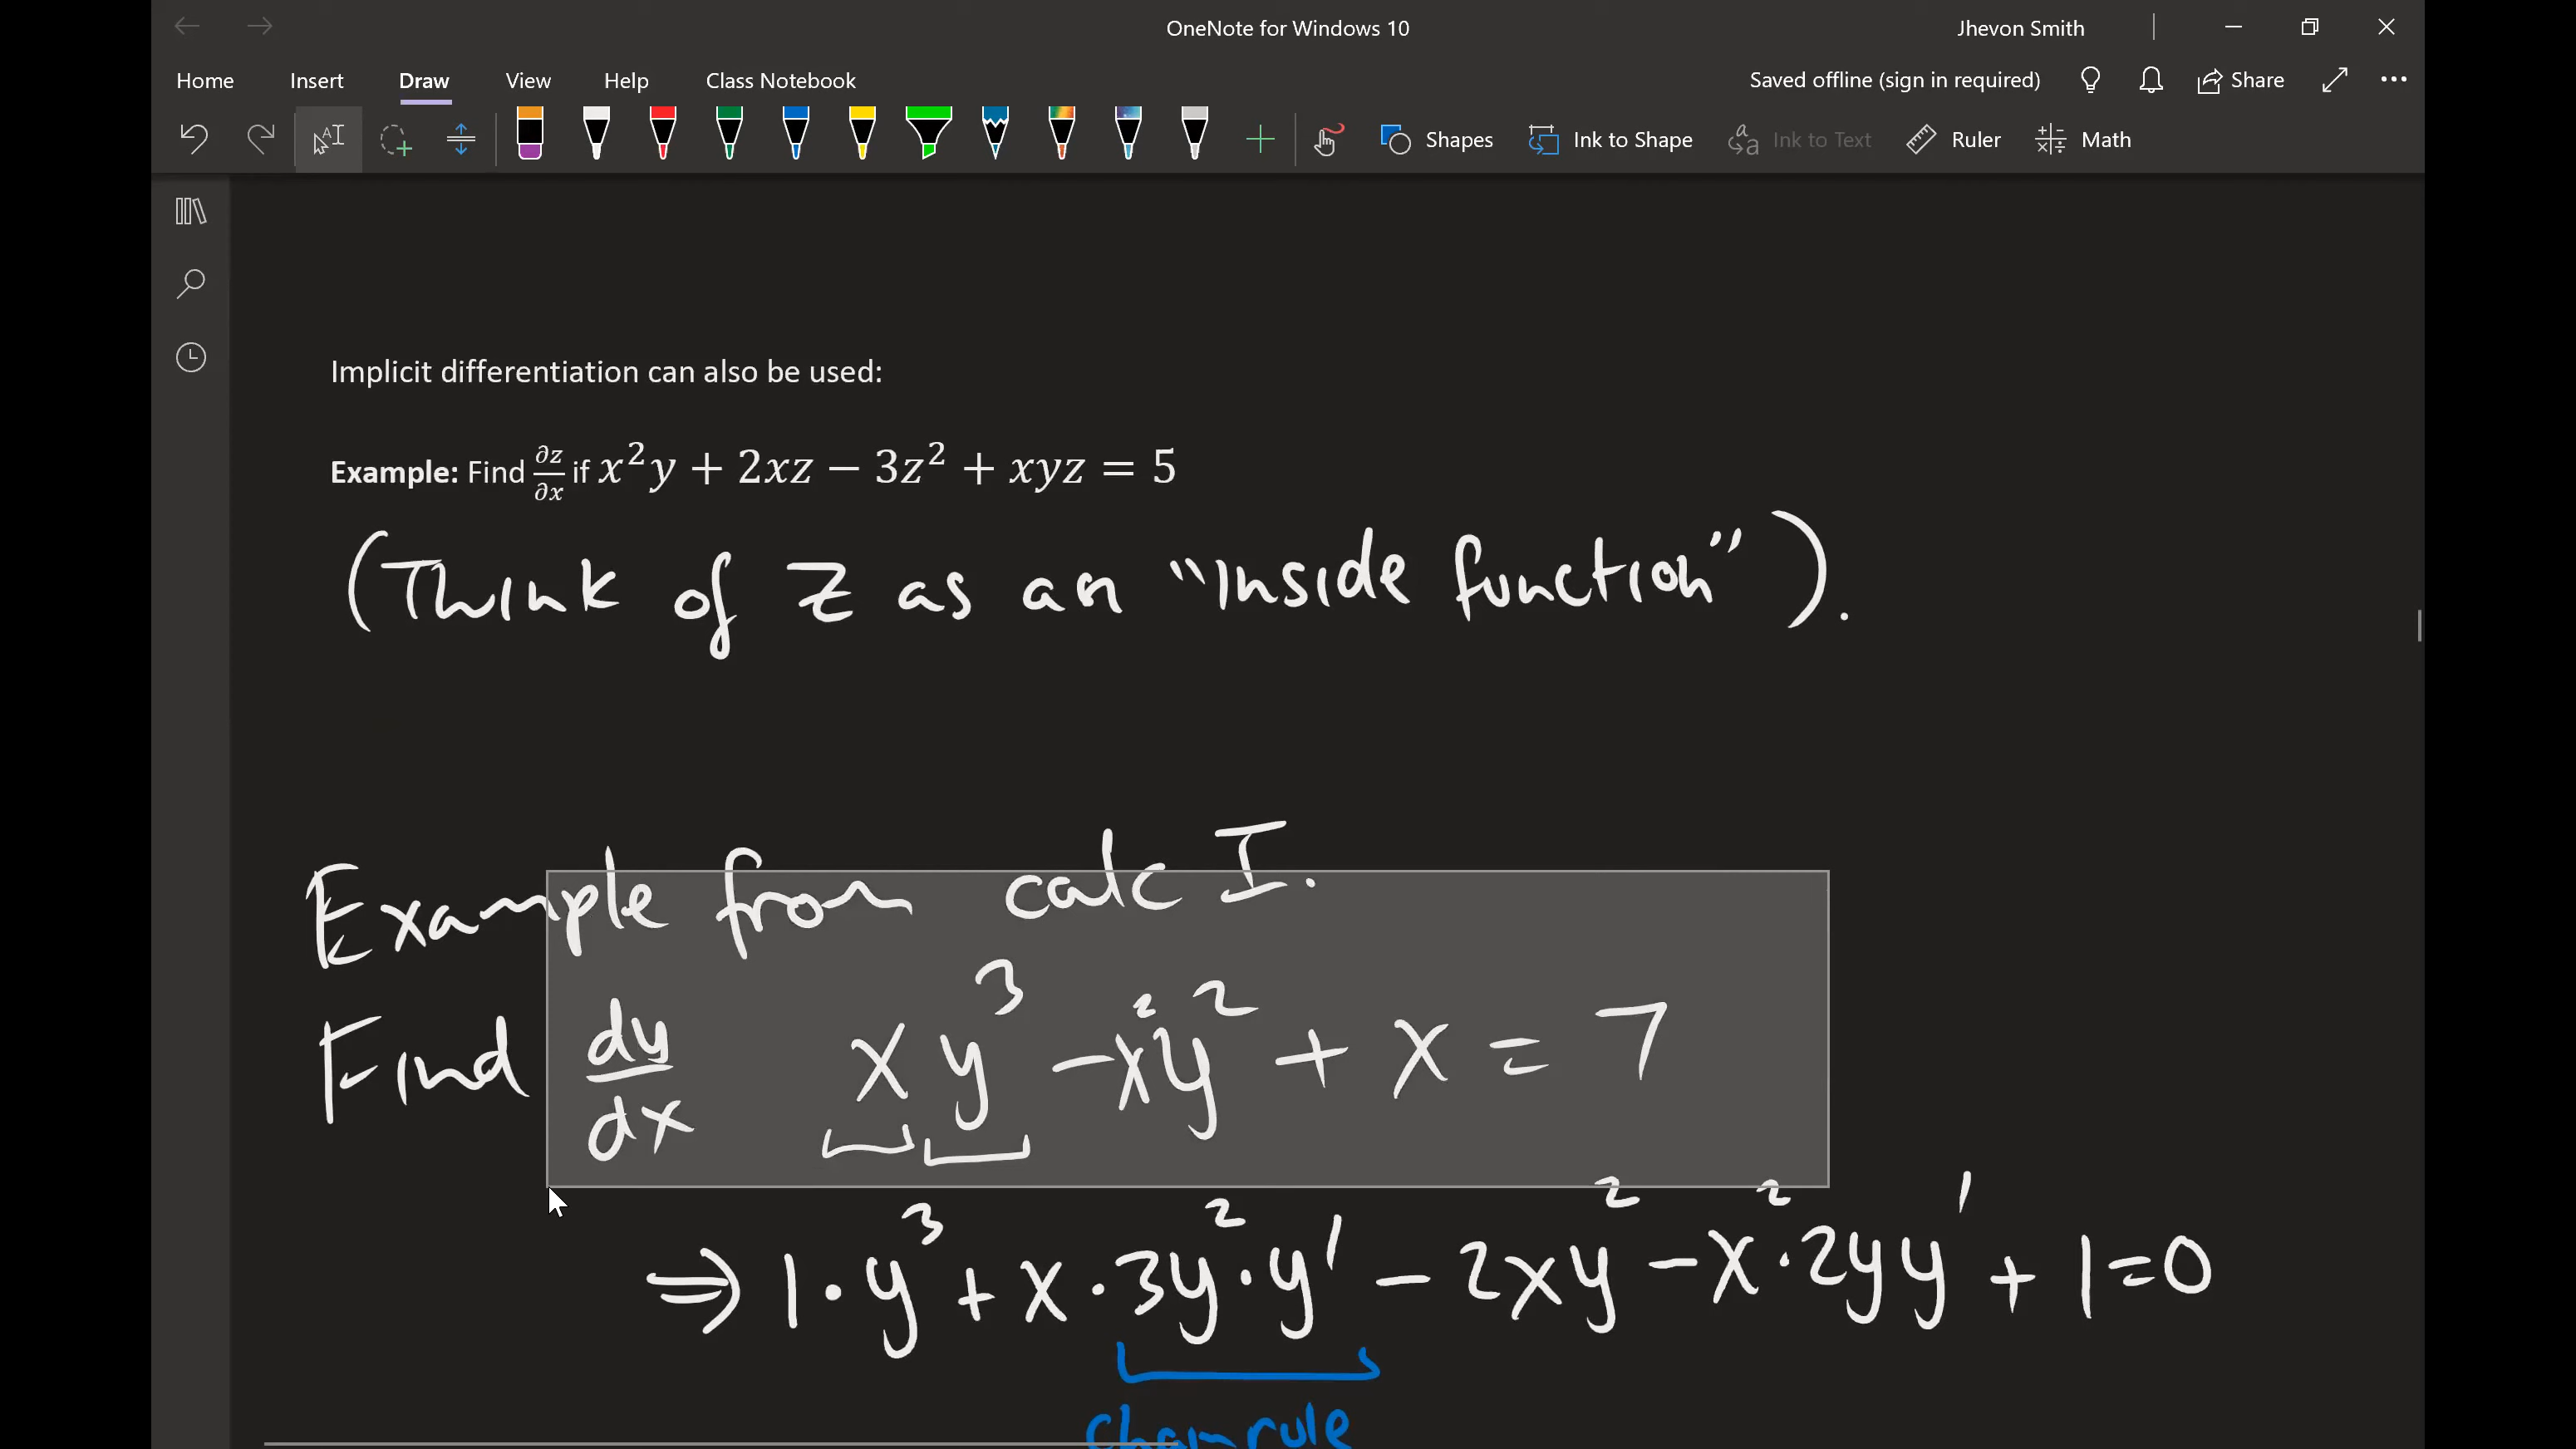 OneNote for Windows 10
Jhevon Smith
Home Insert Draw View Help Class Notebook
Saved offline (sign in required) Share
Shapes Ink to Shape Ink to Text Ruler Math
Implicit differentiation can also be used:
Example: Find ∂z/∂x if x²y + 2xz − 3z² + xyz = 5
(Think of z as an "inside function").
Example from calc I.
Find dy/dx xy³ − x²y² + x = 7
⇒ 1·y³ + x·3y²·y' − 2xy² − x²·2yy' + 1 = 0
chain rule